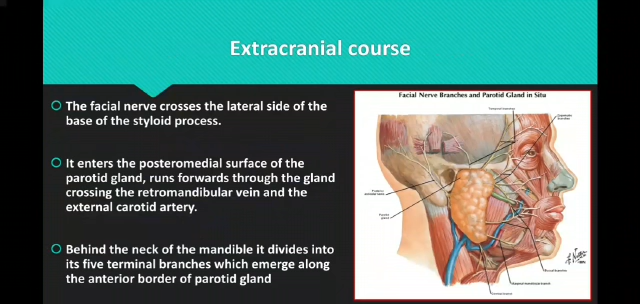 Extracranial course
The facial nerve crosses the lateral side of the
base of the styloid process.
It enters the posteromedial surface of the
parotid gland, runs forwards through the gland
crossing the retromandibular vein and the
external carotid artery.
Behind the neck of the mandible it divides into
its five terminal branches which emerge along
the anterior border of parotid gland
Facial Nerve Branches and Parotid Gland in Situ